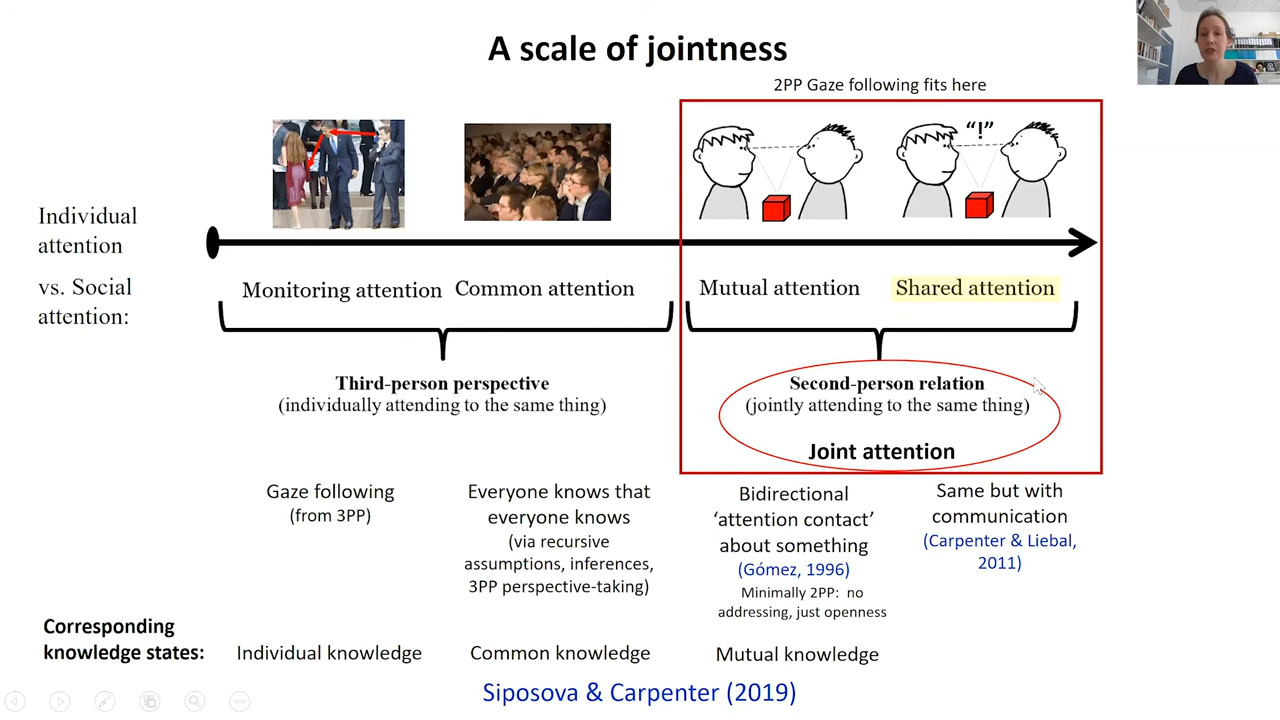 A scale of jointness
2PP Gaze following fits here
“!”
Individual
attention
vs. Social
attention:
Monitoring attention
Common attention
Mutual attention
Shared attention
Third-person perspective
(individually attending to the same thing)
Second-person relation
(jointly attending to the same thing)
Joint attention
Gaze following
(from 3PP)
Everyone knows that
everyone knows
(via recursive
assumptions, inferences,
3PP perspective-taking)
Bidirectional
‘attention contact’
about something
(Gómez, 1996)
Minimally 2PP: no
addressing, just openness
Same but with
communication
(Carpenter & Liebal,
2011)
Corresponding
knowledge states:
Individual knowledge
Common knowledge
Mutual knowledge
Siposova & Carpenter (2019)